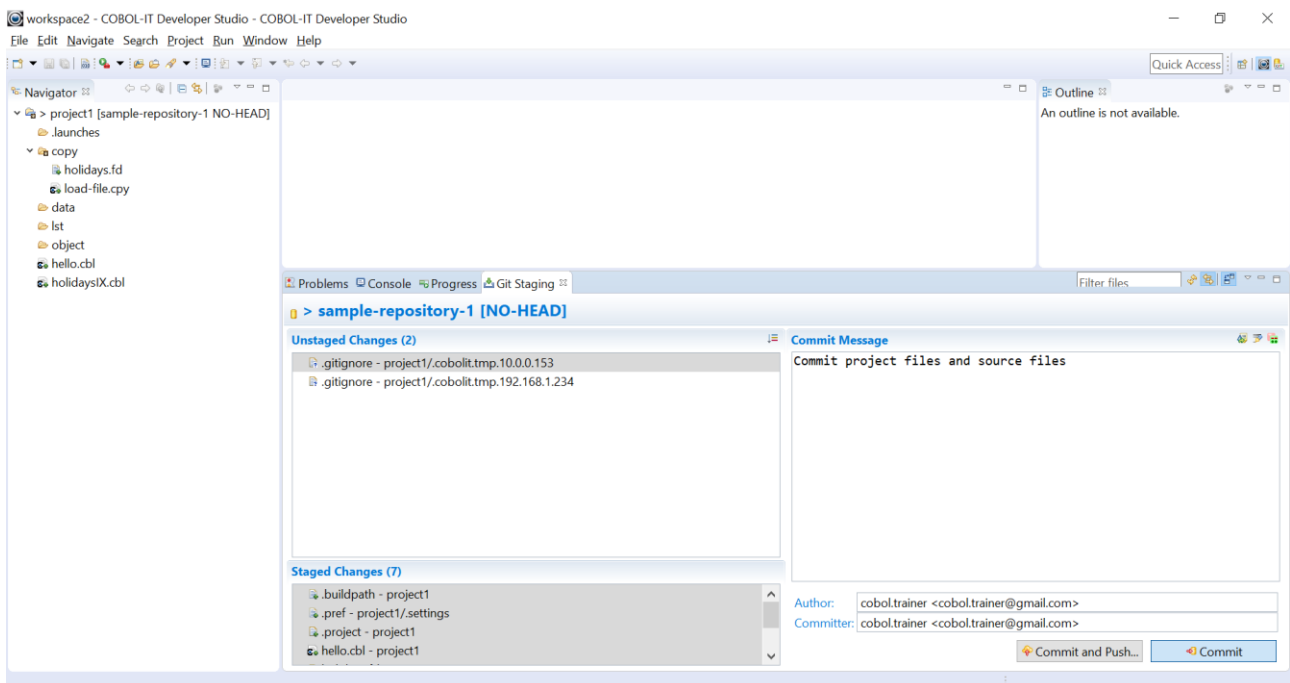 workspace2 - COBOL-IT Developer Studio - COBOL-IT Developer Studio
File Edit Navigate Search Project Run Window Help
Quick Access
Navigator
> project1 [sample-repository-1 NO-HEAD]
.launches
copy
holidays.fd
load-file.cpy
data
lst
object
hello.cbl
holidaysIX.cbl
Outline
An outline is not available.
Problems Console Progress Git Staging
Filter files
> sample-repository-1 [NO-HEAD]
Unstaged Changes (2)
.gitignore - project1/.cobolit.tmp.10.0.0.153
.gitignore - project1/.cobolit.tmp.192.168.1.234
Staged Changes (7)
.buildpath - project1
.pref - project1/.settings
.project - project1
hello.cbl - project1
Commit Message
Commit project files and source files
Author: cobol.trainer <cobol.trainer@gmail.com>
Committer: cobol.trainer <cobol.trainer@gmail.com>
Commit and Push... Commit